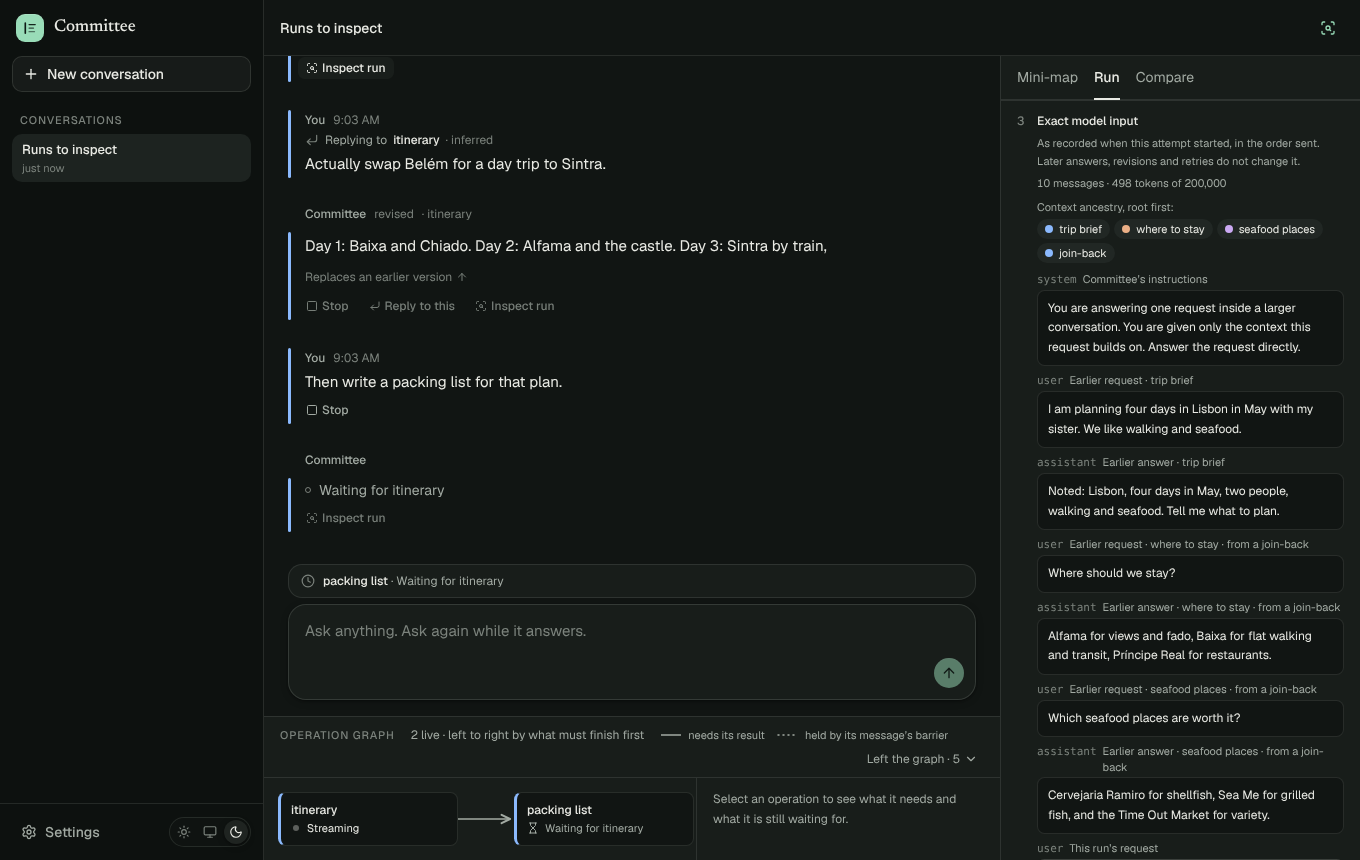 Committee
New conversation
CONVERSATIONS
Runs to inspect
just now
Settings
Runs to inspect
Inspect run
You 9:03 AM
Replying to itinerary · inferred
Actually swap Belém for a day trip to Sintra.
Committee revised · itinerary
Day 1: Baixa and Chiado. Day 2: Alfama and the castle. Day 3: Sintra by train,
Replaces an earlier version ↑
Stop Reply to this Inspect run
You 9:03 AM
Then write a packing list for that plan.
Stop
Committee
Waiting for itinerary
Inspect run
packing list · Waiting for itinerary
Ask anything. Ask again while it answers.
OPERATION GRAPH 2 live · left to right by what must finish first needs its result held by its message's barrier
Left the graph · 5
itinerary
Streaming
packing list
Waiting for itinerary
Select an operation to see what it needs and
what it is still waiting for.
Mini-map Run Compare
3 Exact model input
As recorded when this attempt started, in the order sent.
Later answers, revisions and retries do not change it.
10 messages · 498 tokens of 200,000
Context ancestry, root first:
trip brief where to stay seafood places
join-back
system Committee's instructions
You are answering one request inside a larger
conversation. You are given only the context this
request builds on. Answer the request directly.
user Earlier request · trip brief
I am planning four days in Lisbon in May with my
sister. We like walking and seafood.
assistant Earlier answer · trip brief
Noted: Lisbon, four days in May, two people,
walking and seafood. Tell me what to plan.
user Earlier request · where to stay · from a join-back
Where should we stay?
assistant Earlier answer · where to stay · from a join-back
Alfama for views and fado, Baixa for flat walking
and transit, Príncipe Real for restaurants.
user Earlier request · seafood places · from a join-back
Which seafood places are worth it?
assistant Earlier answer · seafood places · from a join-
back
Cervejaria Ramiro for shellfish, Sea Me for grilled
fish, and the Time Out Market for variety.
user This run's request